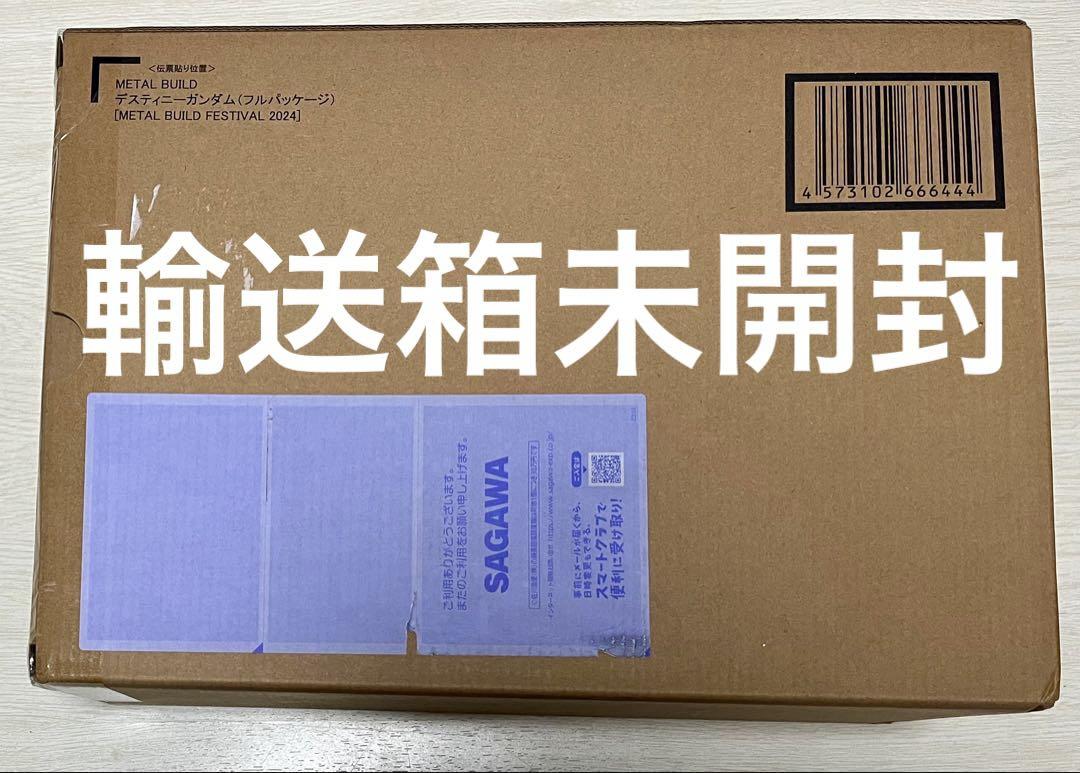 <伝票貼り位置>
METAL BUILD
デスティニーガンダム(フルパッケージ)
[METAL BUILD FESTIVAL 2024]
4 573102 666444
輸送箱未開封
ご利用ありがとうございます。
またのご利用をお願い申し上げます。
SAGAWA
事前にメールが届くから、
日時変更もできる。
スマートクラブで
便利に受け取り!